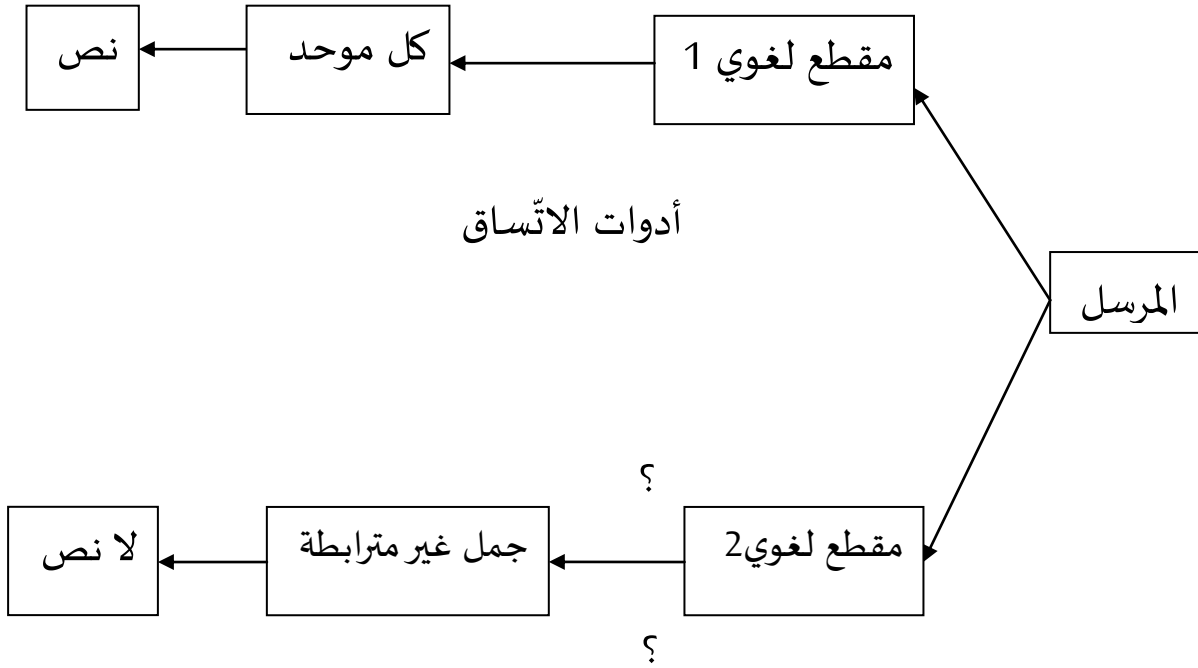 مقطع لغوي 1
كل موحد
نص
أدوات الاتّساق
المرسل
؟
مقطع لغوي2
جمل غير مترابطة
لا نص
؟